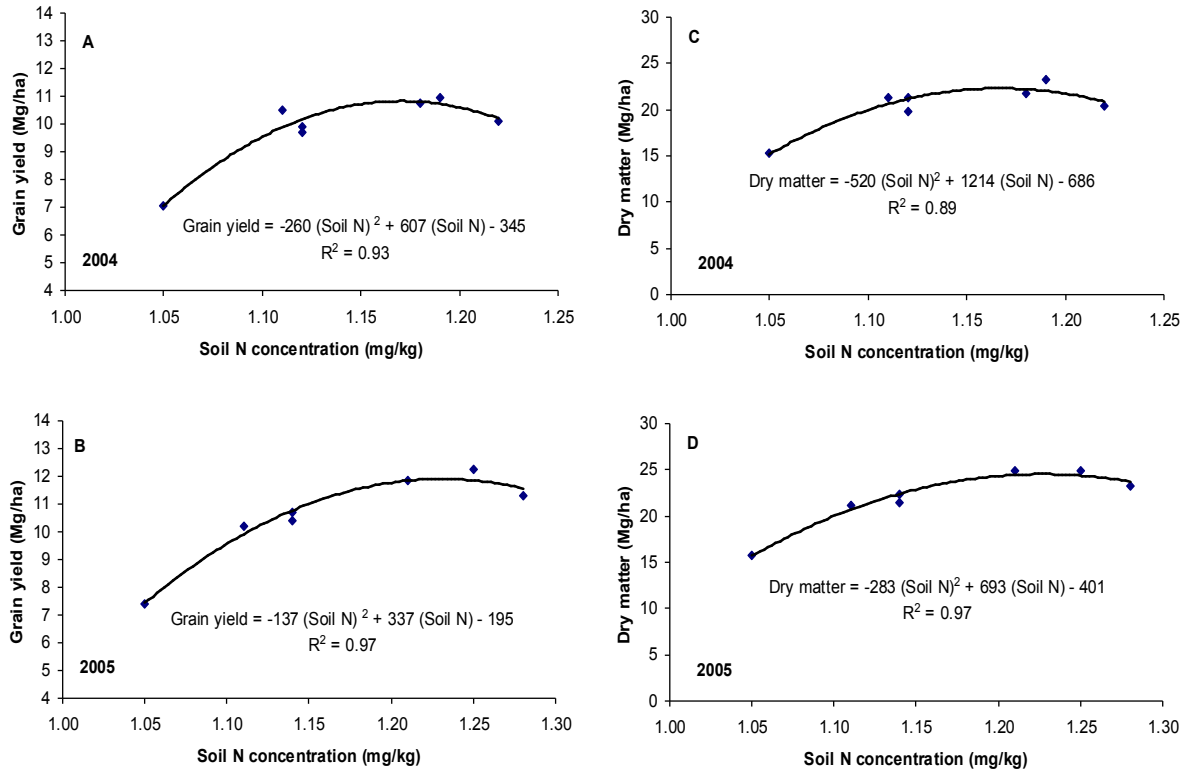 A
Grain yield (Mg/ha)
14
13
12
11
10
9
8
7
6
5
4
Grain yield = -260 (Soil N) ² + 607 (Soil N) - 345
R² = 0.93
2004
1.00 1.05 1.10 1.15 1.20 1.25
Soil N concentration (mg/kg)
C
Dry matter (Mg/ha)
30
25
20
15
10
5
0
Dry matter = -520 (Soil N)² + 1214 (Soil N) - 686
R² = 0.89
2004
1.00 1.05 1.10 1.15 1.20 1.25
Soil N concentration (mg/kg)
B
Grain yield (Mg/ha)
14
13
12
11
10
9
8
7
6
5
4
Grain yield = -137 (Soil N) ² + 337 (Soil N) - 195
R² = 0.97
2005
1.00 1.05 1.10 1.15 1.20 1.25 1.30
Soil N concentration (mg/kg)
D
Dry matter (Mg/ha)
30
25
20
15
10
5
0
Dry matter = -283 (Soil N)² + 693 (Soil N) - 401
R² = 0.97
2005
1.00 1.05 1.10 1.15 1.20 1.25 1.30
Soil N concentration (mg/kg)